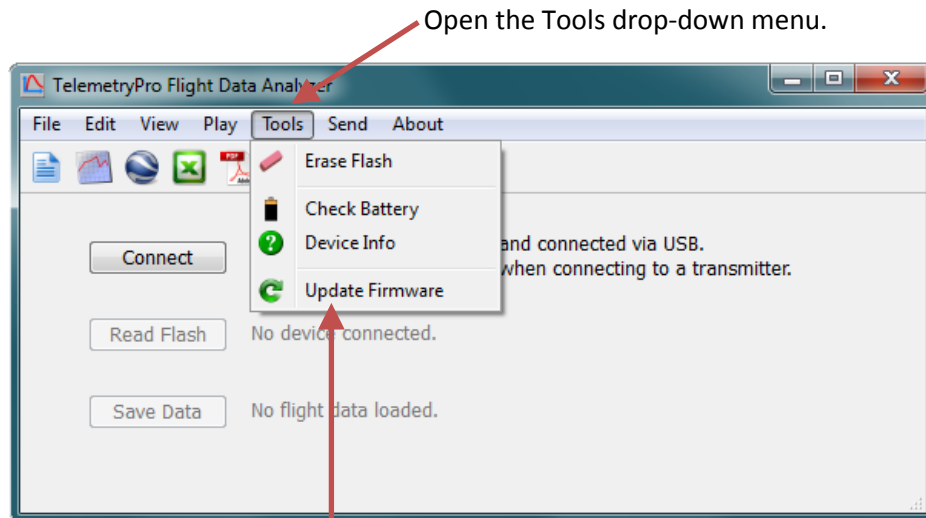 Open the Tools drop-down menu.
TelemetryPro Flight Data Analyzer
File Edit View Play Tools Send About
Erase Flash
Check Battery
Device Info
Update Firmware
Connect
and connected via USB.
when connecting to a transmitter.
Read Flash No device connected.
Save Data No flight data loaded.